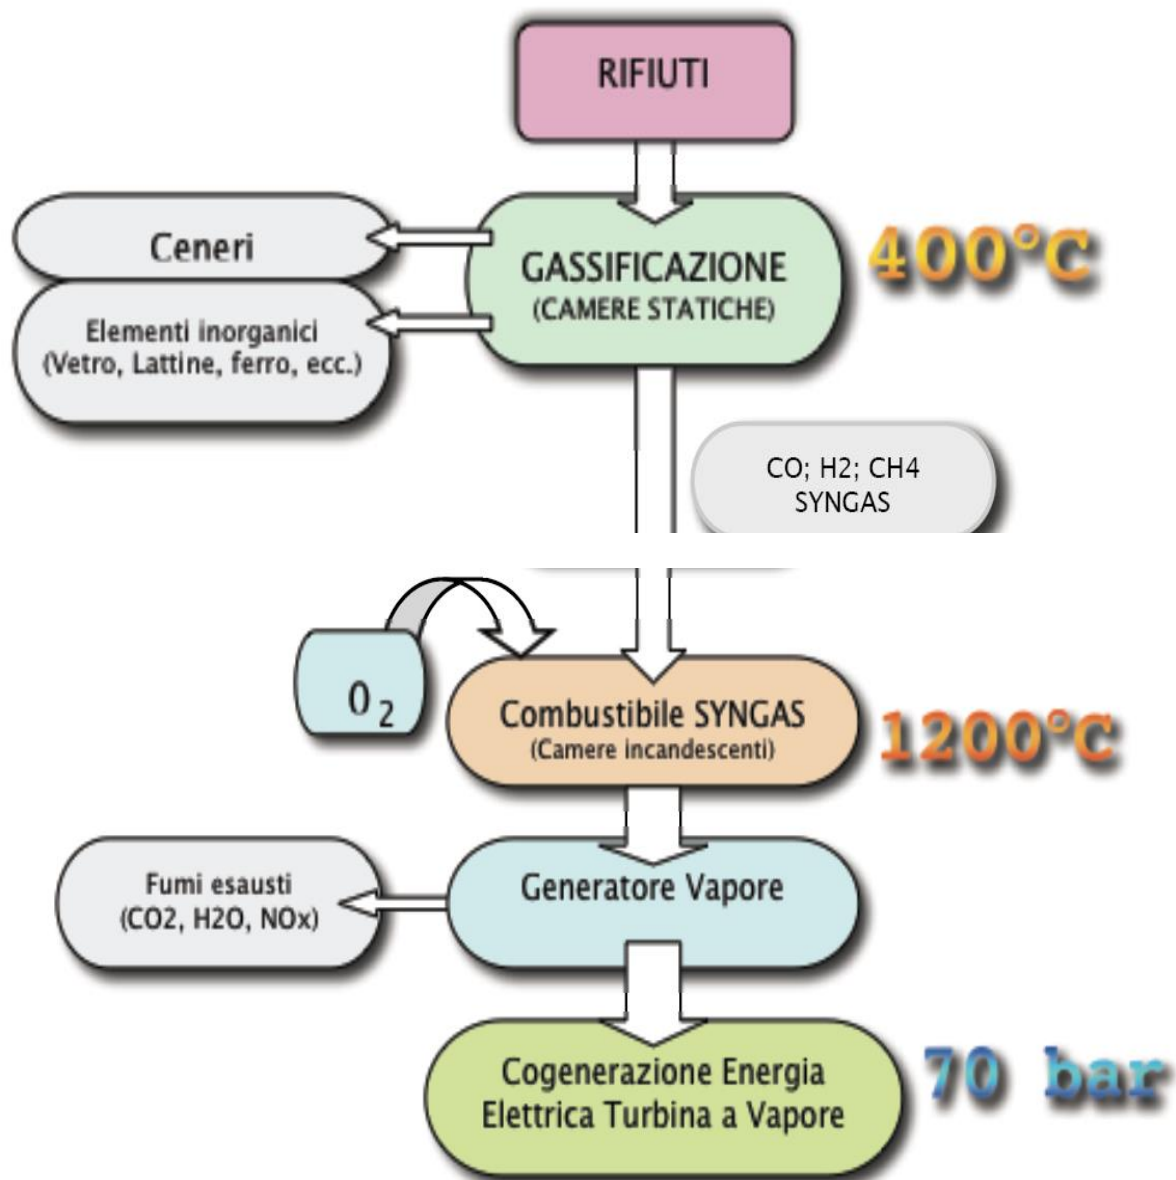 RIFIUTI
GASSIFICAZIONE
(CAMERE STATICHE)
400°C
Ceneri
Elementi inorganici
(Vetro, Lattine, ferro, ecc.)
CO; H2; CH4
SYNGAS
O2
Combustibile SYNGAS
(Camere incandescenti)
1200°C
Generatore Vapore
Fumi esausti
(CO2, H2O, NOx)
Cogenerazione Energia
Elettrica Turbina a Vapore
70 bar